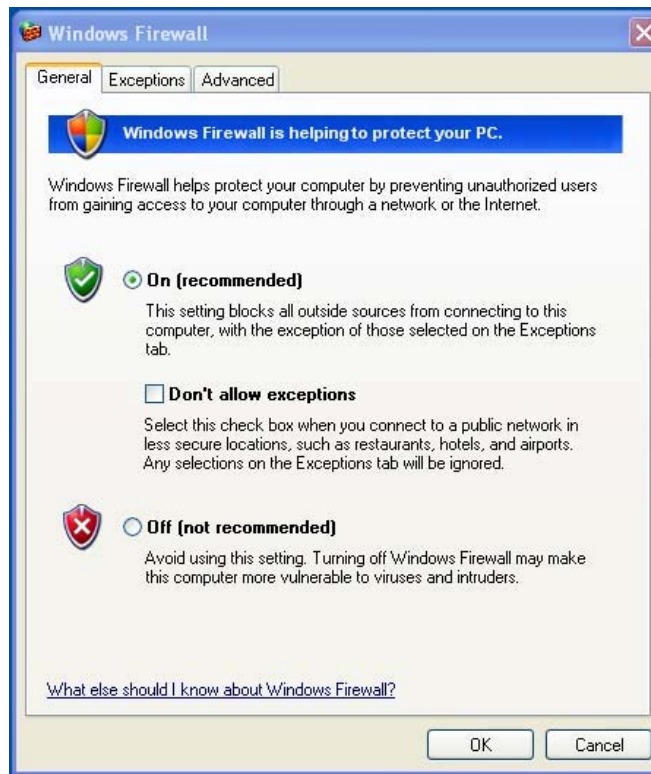 Windows Firewall
General Exceptions Advanced
Windows Firewall is helping to protect your PC.
Windows Firewall helps protect your computer by preventing unauthorized users
from gaining access to your computer through a network or the Internet.
On (recommended)
This setting blocks all outside sources from connecting to this
computer, with the exception of those selected on the Exceptions
tab.
Don't allow exceptions
Select this check box when you connect to a public network in
less secure locations, such as restaurants, hotels, and airports.
Any selections on the Exceptions tab will be ignored.
Off (not recommended)
Avoid using this setting. Turning off Windows Firewall may make
this computer more vulnerable to viruses and intruders.
What else should I know about Windows Firewall?
OK Cancel